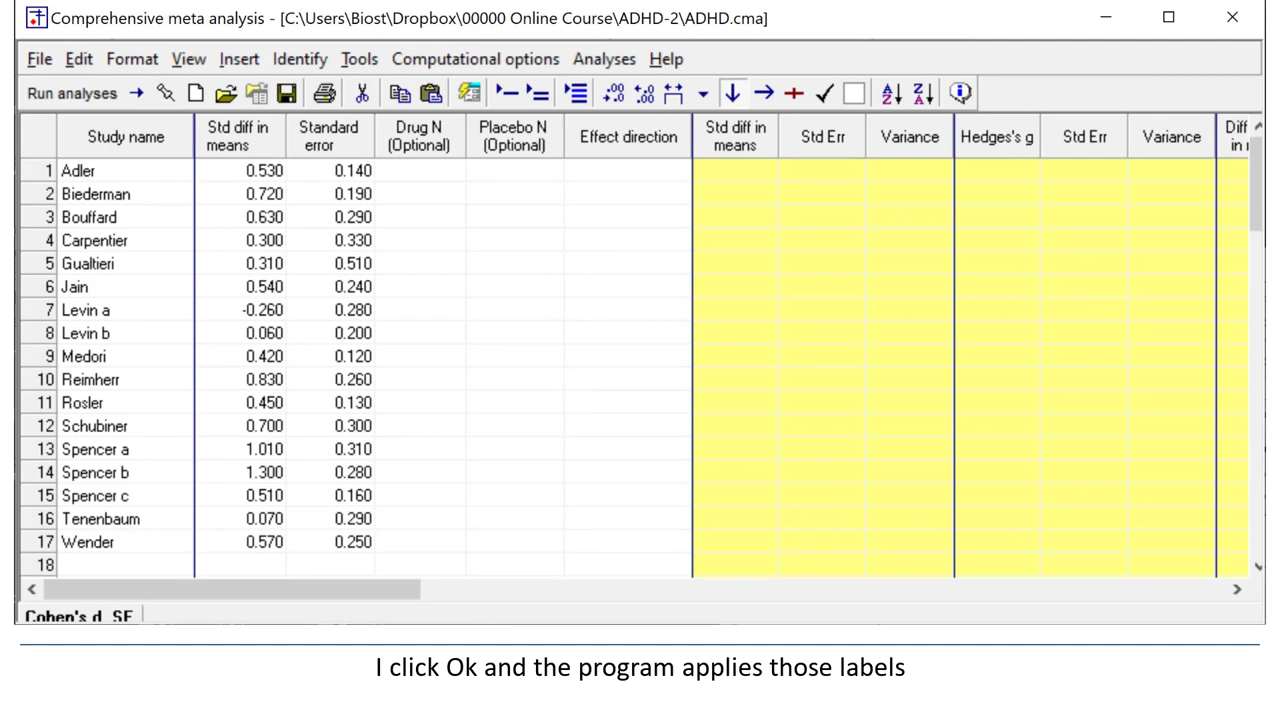 Comprehensive meta analysis - [C:\Users\Biost\Dropbox\00000 Online Course\ADHD-2\ADHD.cma]
File Edit Format View Insert Identify Tools Computational options Analyses Help
Run analyses
Study name Std diff in means Standard error Drug N (Optional) Placebo N (Optional) Effect direction Std diff in means Std Err Variance Hedges's g Std Err Variance Diff in
1 Adler 0.530 0.140
2 Biederman 0.720 0.190
3 Bouffard 0.630 0.290
4 Carpentier 0.300 0.330
5 Gualtieri 0.310 0.510
6 Jain 0.540 0.240
7 Levin a -0.260 0.280
8 Levin b 0.060 0.200
9 Medori 0.420 0.120
10 Reimherr 0.830 0.260
11 Rosler 0.450 0.130
12 Schubiner 0.700 0.300
13 Spencer a 1.010 0.310
14 Spencer b 1.300 0.280
15 Spencer c 0.510 0.160
16 Tenenbaum 0.070 0.290
17 Wender 0.570 0.250
18
Cohen's d, SE
I click Ok and the program applies those labels